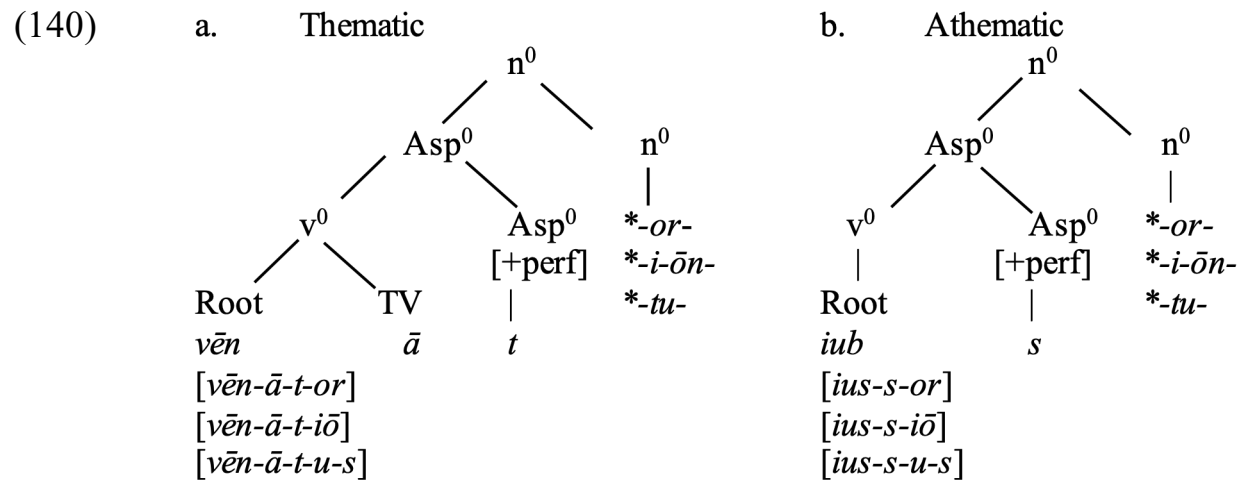 (140) a. Thematic b. Athematic
n⁰ n⁰
Asp⁰ n⁰ Asp⁰ n⁰
v⁰ Asp⁰ *-or- v⁰ Asp⁰ *-or-
[+perf] *-i-ōn- [+perf] *-i-ōn-
Root TV *-tu- Root *-tu-
vēn ā t iub s
[vēn-ā-t-or] [ius-s-or]
[vēn-ā-t-iō] [ius-s-iō]
[vēn-ā-t-u-s] [ius-s-u-s]